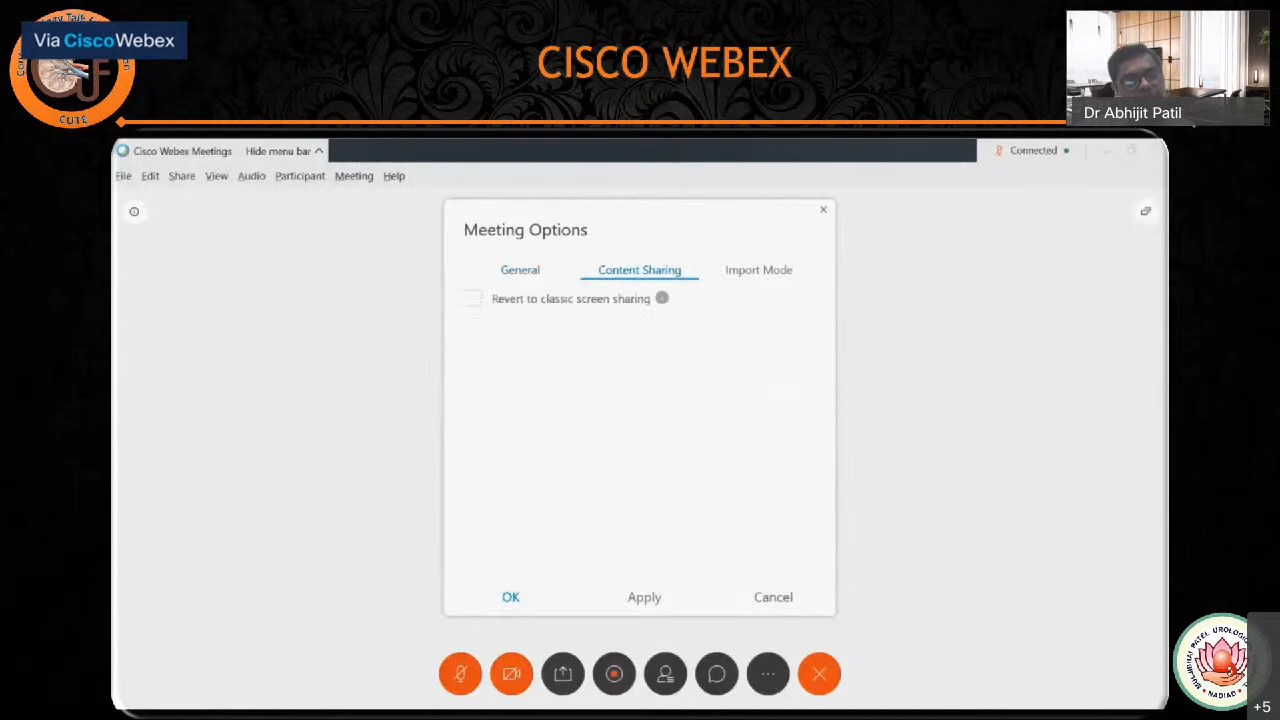 Via CiscoWebex
CUTE
CISCO WEBEX
Dr Abhijit Patil
Cisco Webex Meetings Hide menu bar
Connected
File Edit Share View Audio Participant Meeting Help
Meeting Options
General Content Sharing Import Mode
Revert to classic screen sharing
OK Apply Cancel
NADIAD
+5